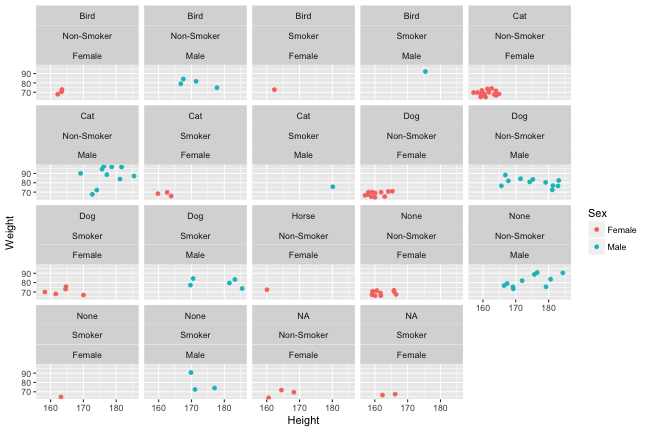 Bird Bird Bird Bird Cat
Non-Smoker Non-Smoker Smoker Smoker Non-Smoker
Female Male Female Male Female
90
80
70
Cat Cat Cat Dog Dog
Non-Smoker Smoker Smoker Non-Smoker Non-Smoker
Male Female Male Female Male
90
80
70
160 170 180
Dog Dog Horse None None
Smoker Smoker Non-Smoker Non-Smoker Non-Smoker
Female Male Female Female Male
90
80
70
160 170 180
None None NA NA
Smoker Smoker Non-Smoker Smoker
Female Male Female Female
90
80
70
160 170 180 160 170 180 160 170 180 160 170 180
Height
Weight
Sex
Female
Male